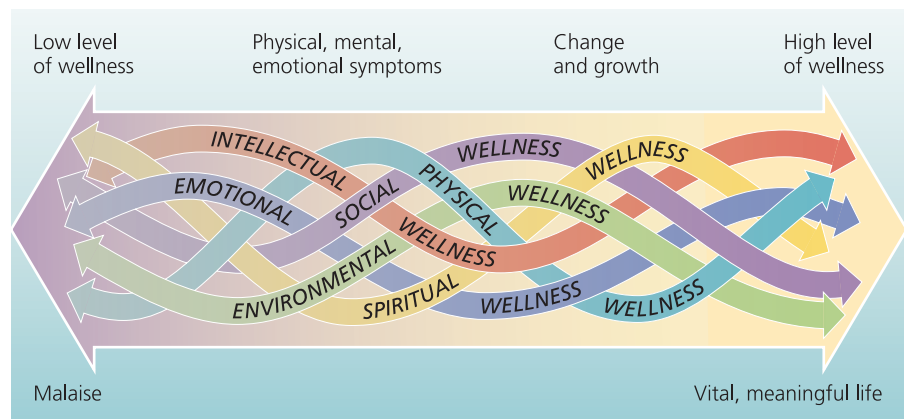 Low level
of wellness
Physical, mental,
emotional symptoms
Change
and growth
High level
of wellness
INTELLECTUAL WELLNESS
EMOTIONAL WELLNESS
SOCIAL WELLNESS
PHYSICAL WELLNESS
ENVIRONMENTAL WELLNESS
SPIRITUAL WELLNESS
Malaise
Vital, meaningful life